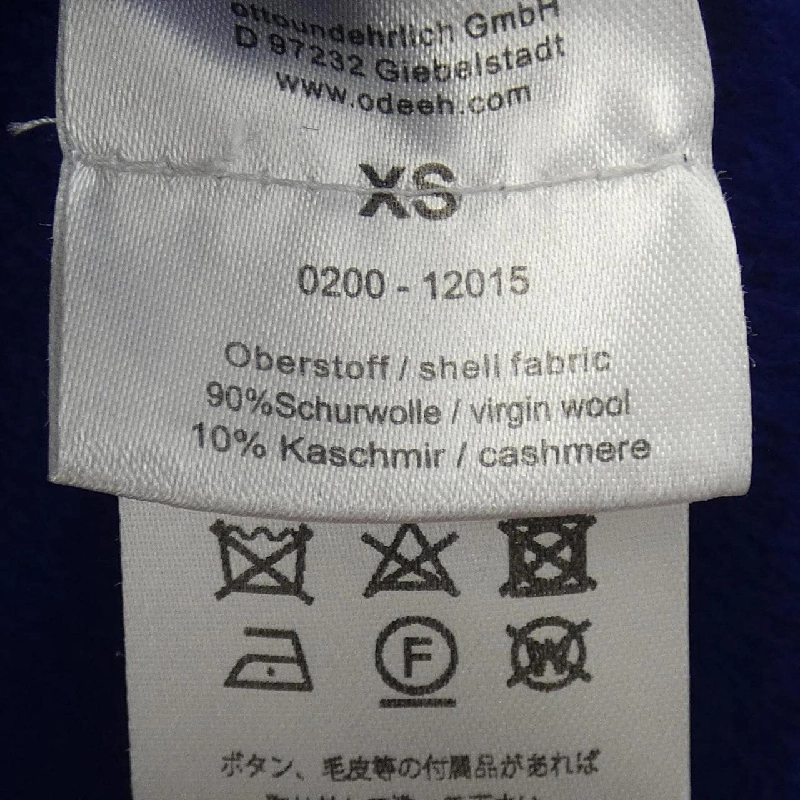 ottoundehrlich GmbH
D 97232 Giebelstadt
www.odeeh.com
XS
0200 - 12015
Oberstoff / shell fabric
90%Schurwolle / virgin wool
10% Kaschmir / cashmere
F
W
ボタン、毛皮等の付属品があれば